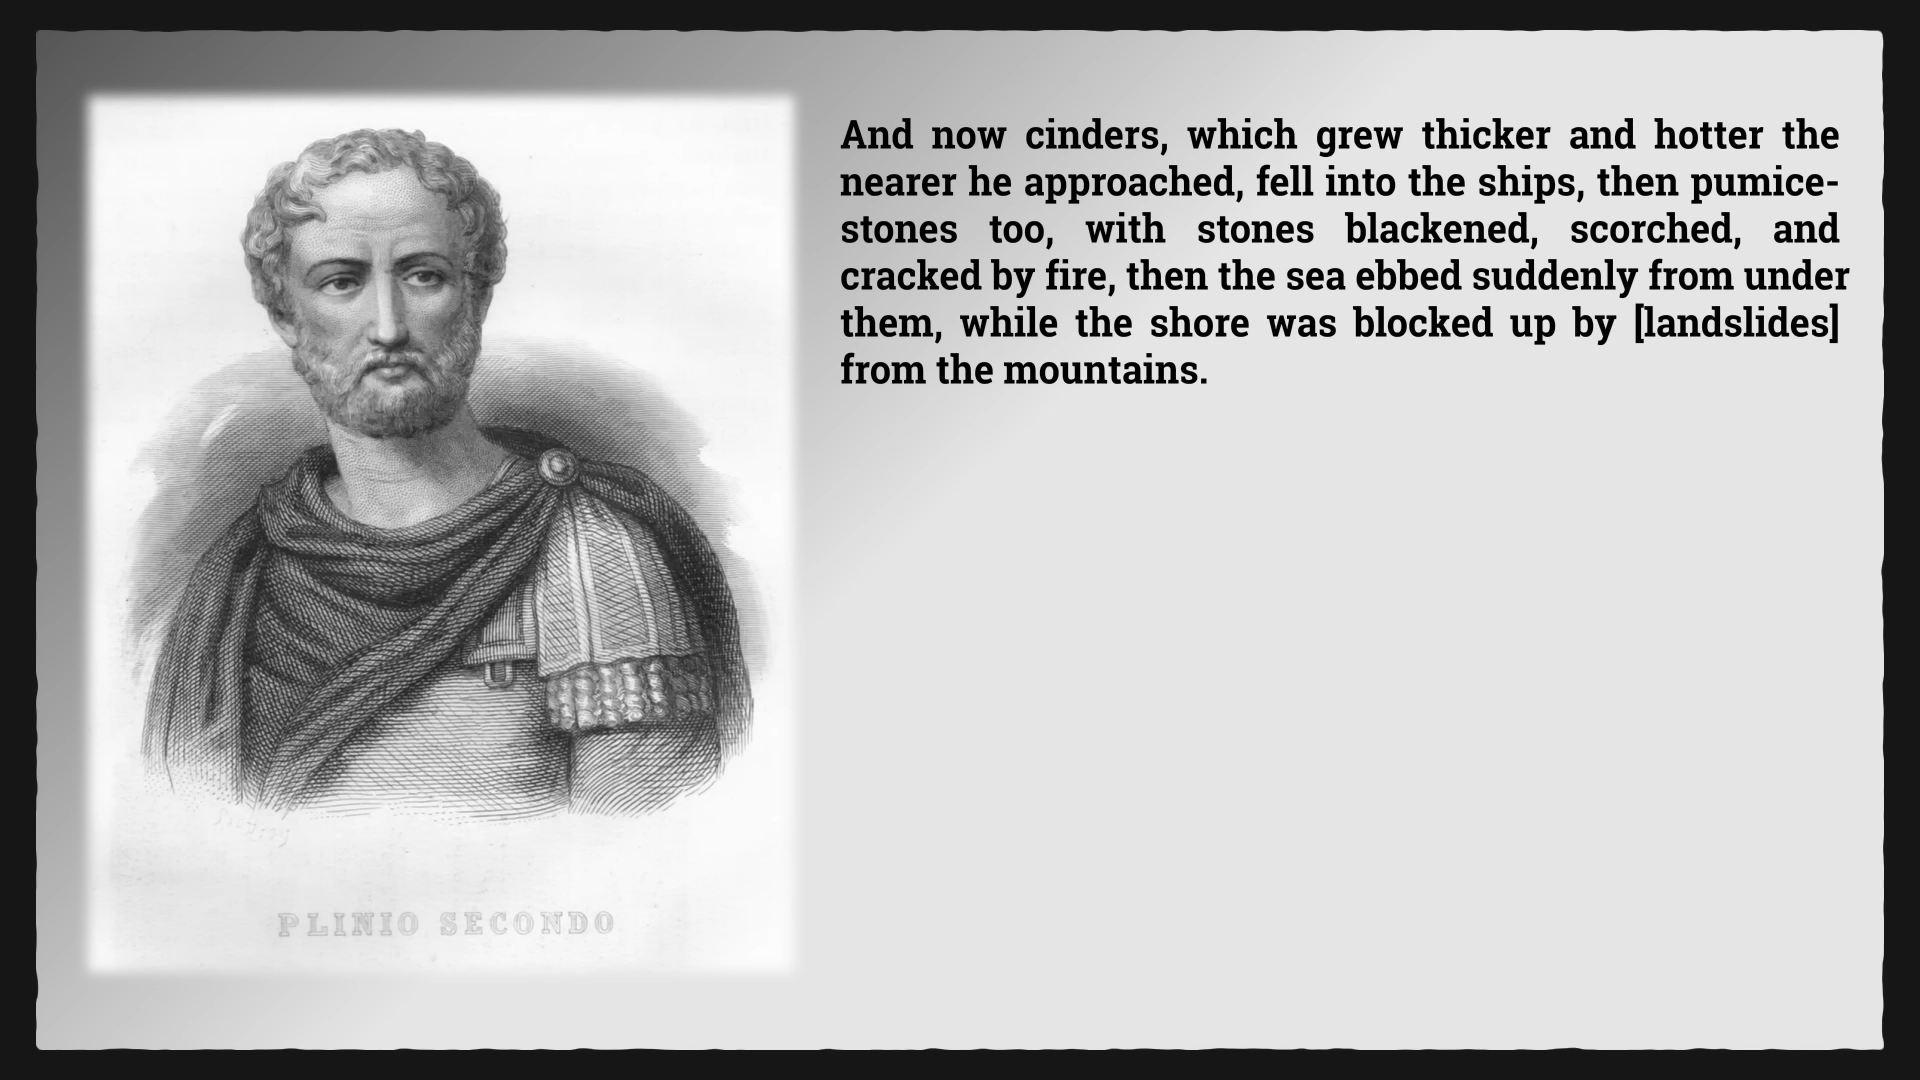 And now cinders, which grew thicker and hotter the
nearer he approached, fell into the ships, then pumice-
stones too, with stones blackened, scorched, and
cracked by fire, then the sea ebbed suddenly from under
them, while the shore was blocked up by [landslides]
from the mountains.
PLINIO SECONDO